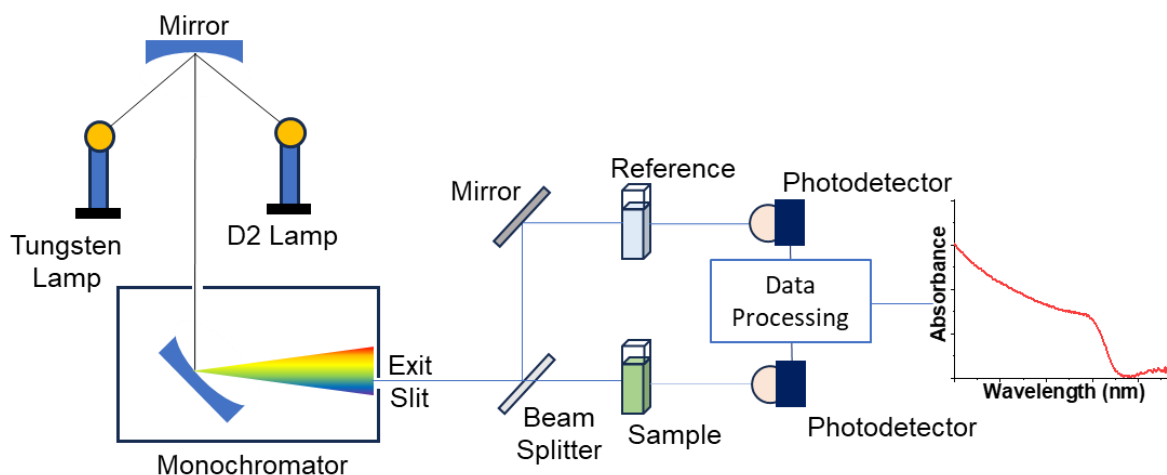 Mirror
Tungsten
Lamp
D2 Lamp
Mirror
Reference
Photodetector
Data
Processing
Absorbance
Wavelength (nm)
Exit
Slit
Beam
Splitter
Sample
Photodetector
Monochromator